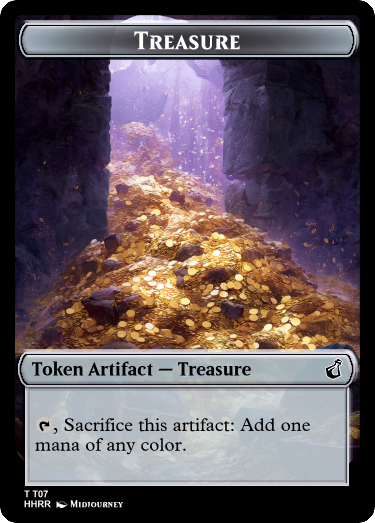 Treasure
Token Artifact — Treasure
, Sacrifice this artifact: Add one
mana of any color.
T T07
HHRR Midjourney